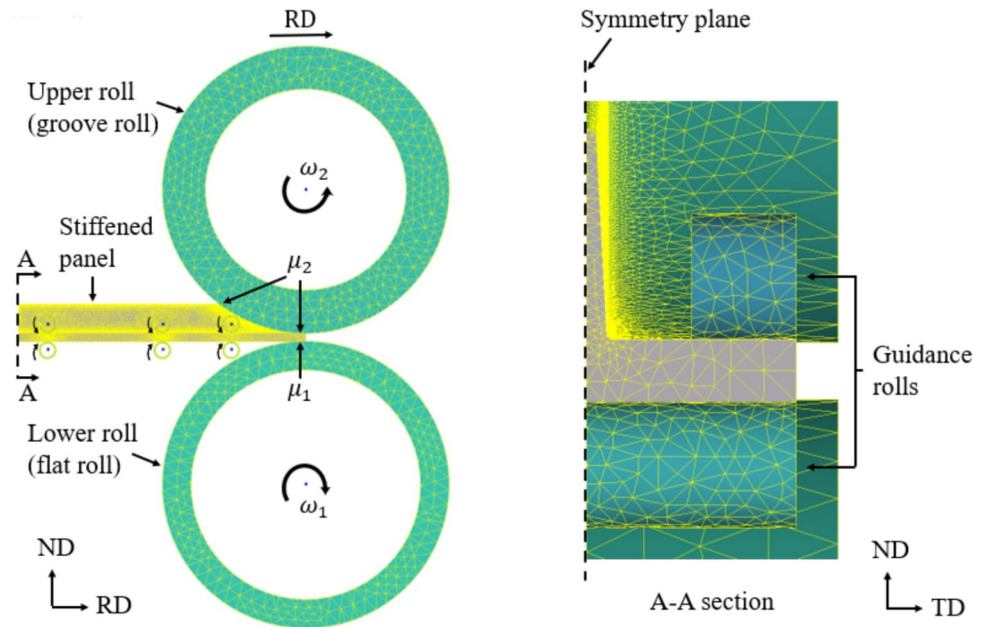 RD
Upper roll
(groove roll)
ω₂
Stiffened
panel
A
μ₂
A
μ₁
Lower roll
(flat roll)
ω₁
ND
RD
Symmetry plane
Guidance
rolls
A-A section
ND
TD